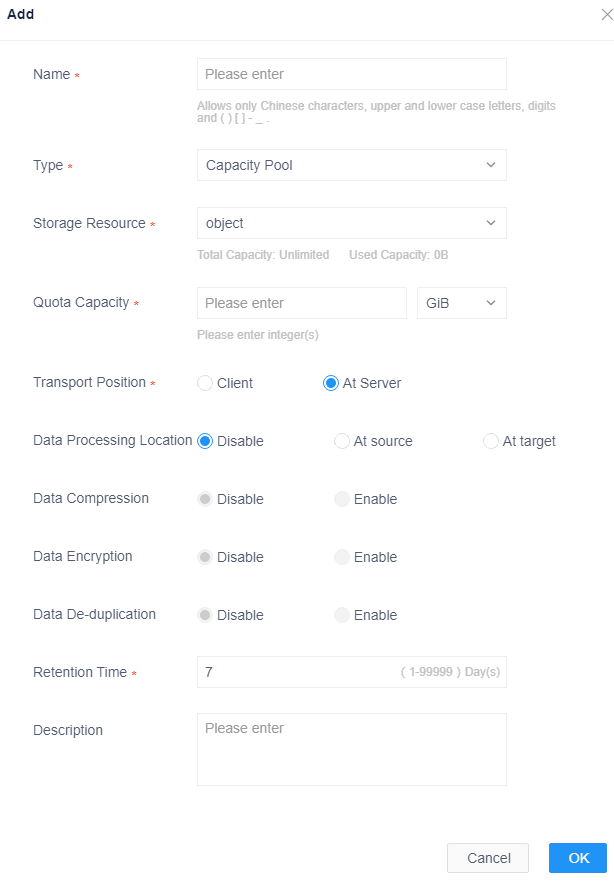 Add
Name *
Please enter
Allows only Chinese characters, upper and lower case letters, digits
and ( ) [ ] - _ .
Type *
Capacity Pool
Storage Resource *
object
Total Capacity: Unlimited Used Capacity: 0B
Quota Capacity *
Please enter
GiB
Please enter integer(s)
Transport Position *
Client
At Server
Data Processing Location
Disable
At source
At target
Data Compression
Disable
Enable
Data Encryption
Disable
Enable
Data De-duplication
Disable
Enable
Retention Time *
7
( 1-99999 ) Day(s)
Description
Please enter
Cancel
OK